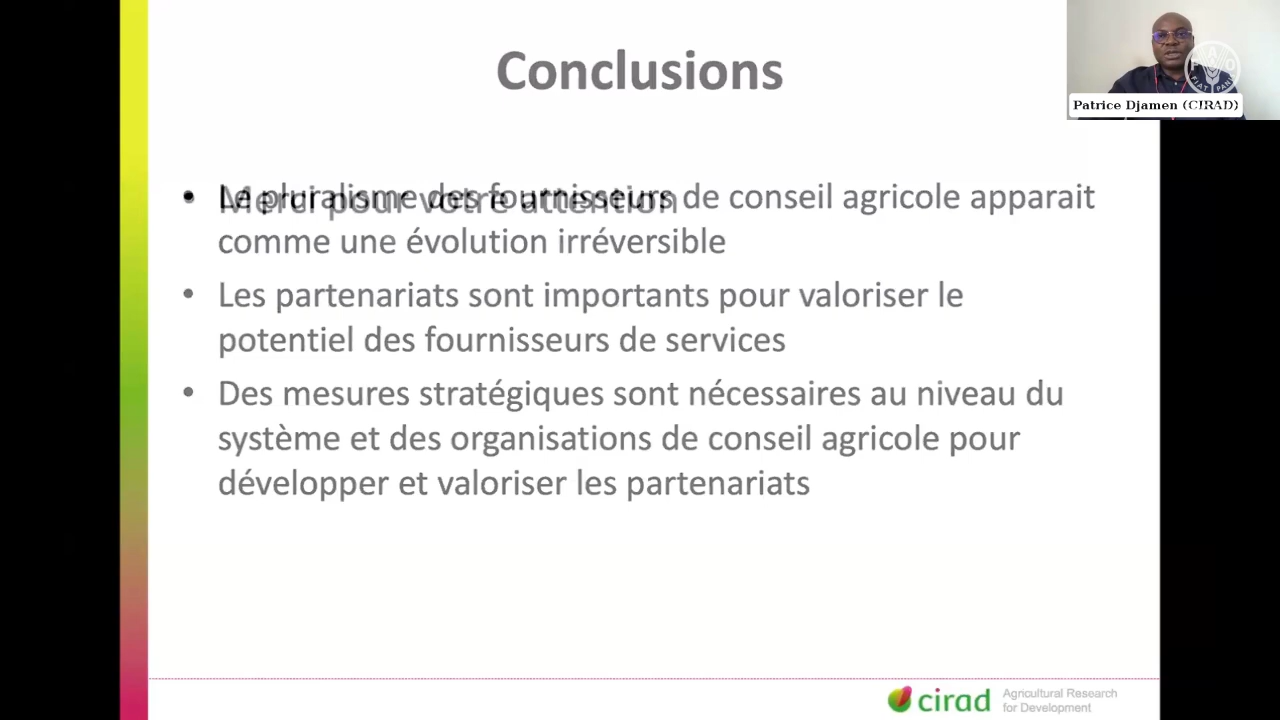 Conclusions
Patrice Djamen (CIRAD)
• Le pluralisme des fournisseurs de conseil agricole apparait
Merci pour votre attention
comme une évolution irréversible
• Les partenariats sont importants pour valoriser le
potentiel des fournisseurs de services
• Des mesures stratégiques sont nécessaires au niveau du
système et des organisations de conseil agricole pour
développer et valoriser les partenariats
cirad
Agricultural Research
for Development
FAO
FIAT PANIS